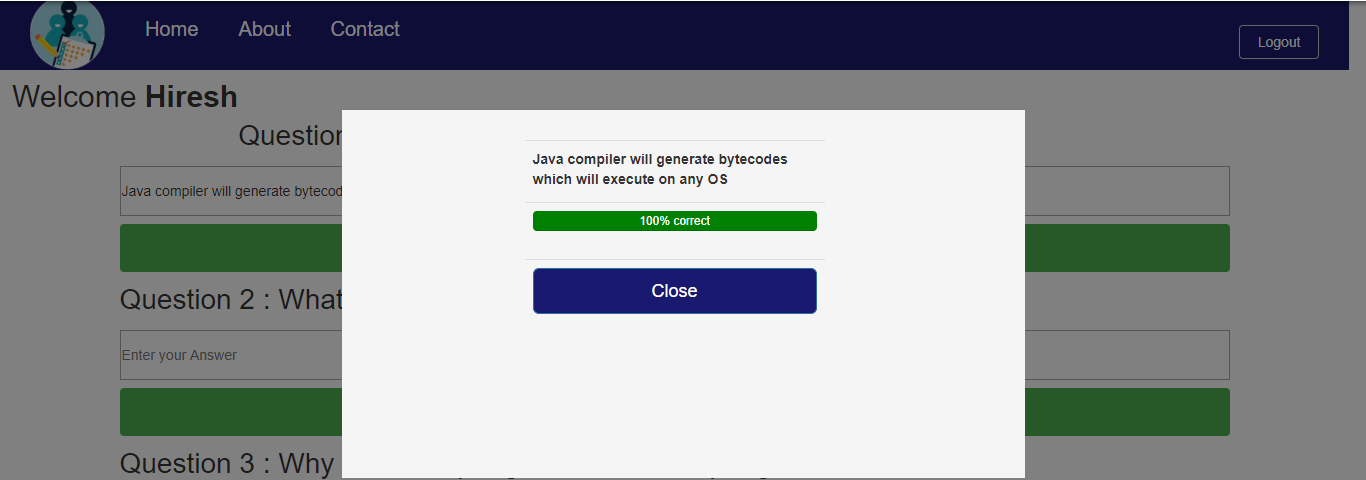 Home About Contact
Logout
Welcome Hiresh
Question
Java compiler will generate bytecodes
which will execute on any OS
Java compiler will generate bytecod
100% correct
Close
Question 2 : What
Enter your Answer
Question 3 : Why